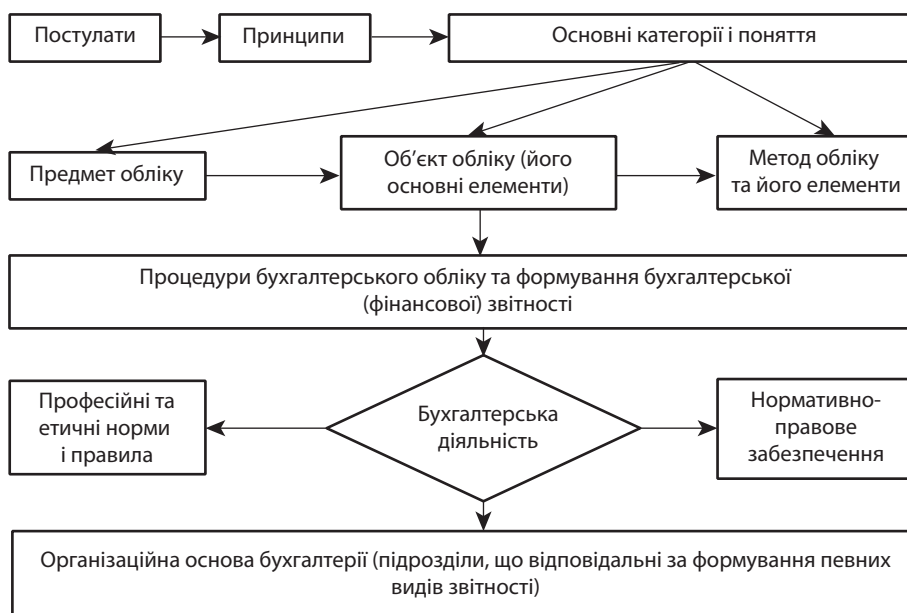 Постулати
Принципи
Основні категорії і поняття
Предмет обліку
Об’єкт обліку (його
основні елементи)
Метод обліку
та його елементи
Процедури бухгалтерського обліку та формування бухгалтерської
(фінансової) звітності
Професійні та
етичні норми
і правила
Бухгалтерська
діяльність
Нормативно-
правове
забезпечення
Організаційна основа бухгалтерії (підрозділи, що відповідальні за формування певних
видів звітності)